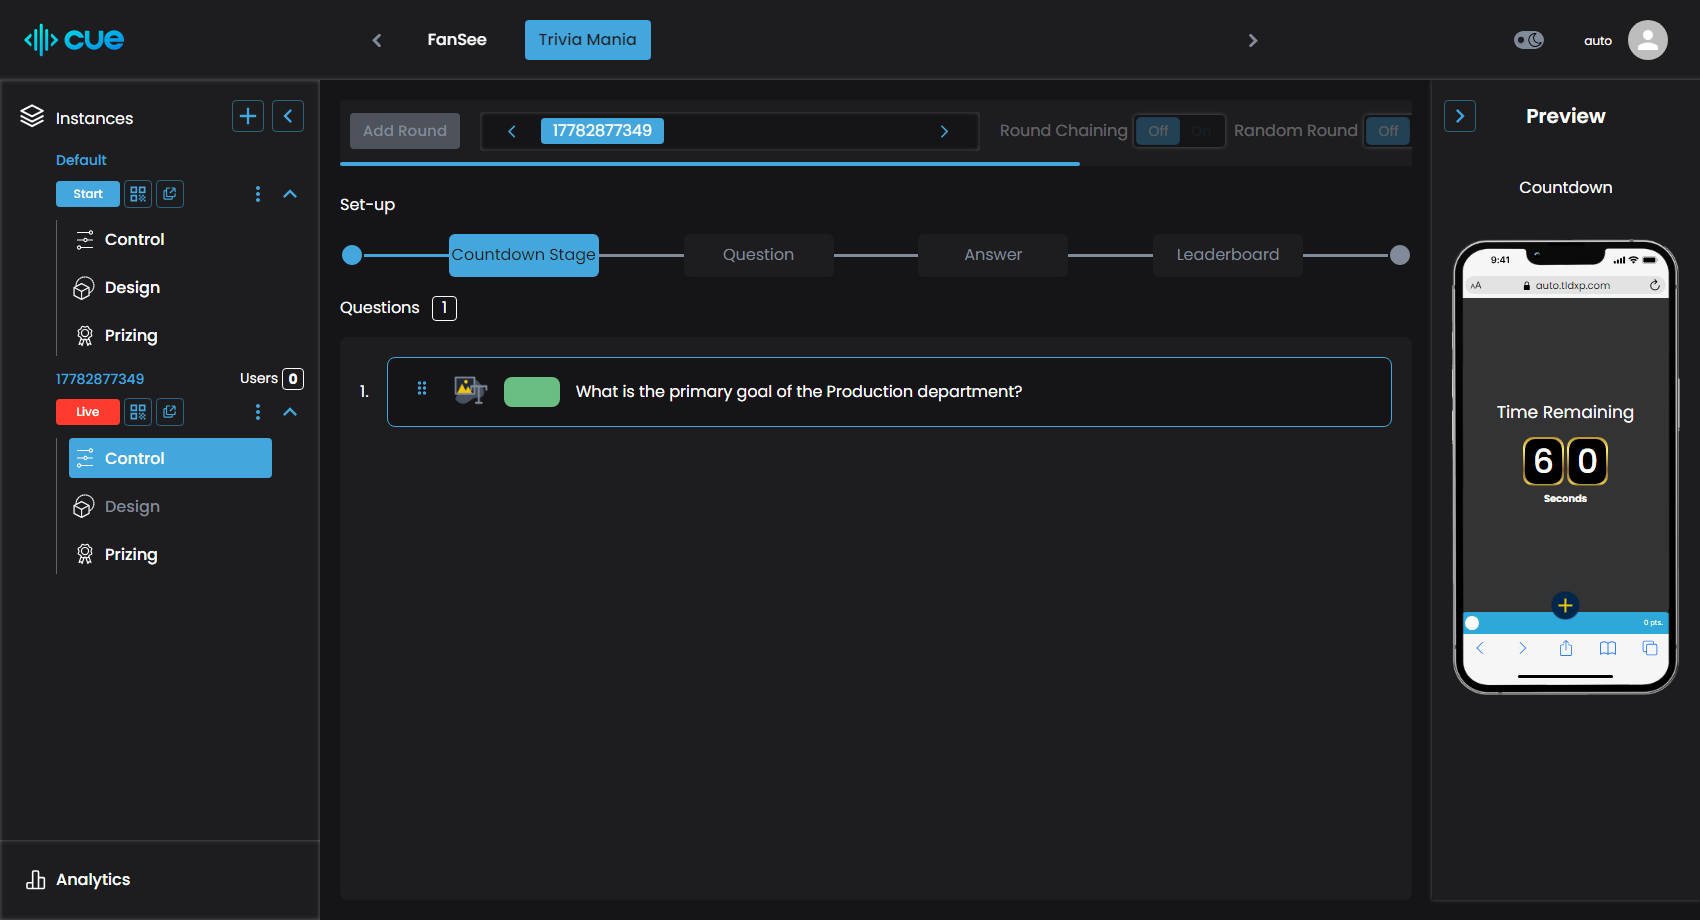 cue
FanSee
Trivia Mania
auto
Instances
Default
Start
Control
Design
Prizing
17782877349
Users 0
Live
Control
Design
Prizing
Analytics
Add Round
17782877349
Round Chaining
Off On
Random Round
Off
Set-up
Countdown Stage
Question
Answer
Leaderboard
Questions 1
1. What is the primary goal of the Production department?
Preview
Countdown
9:41
AA auto.tldxp.com
Time Remaining
60
Seconds
0 pts.